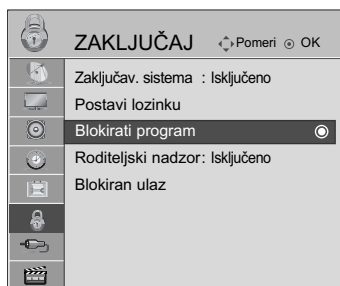 ZAKLJUČAJ Pomeri OK
Zaključav. sistema : Isključeno
Postavi lozinku
Blokirati program
Roditeljski nadzor: Isključeno
Blokiran ulaz